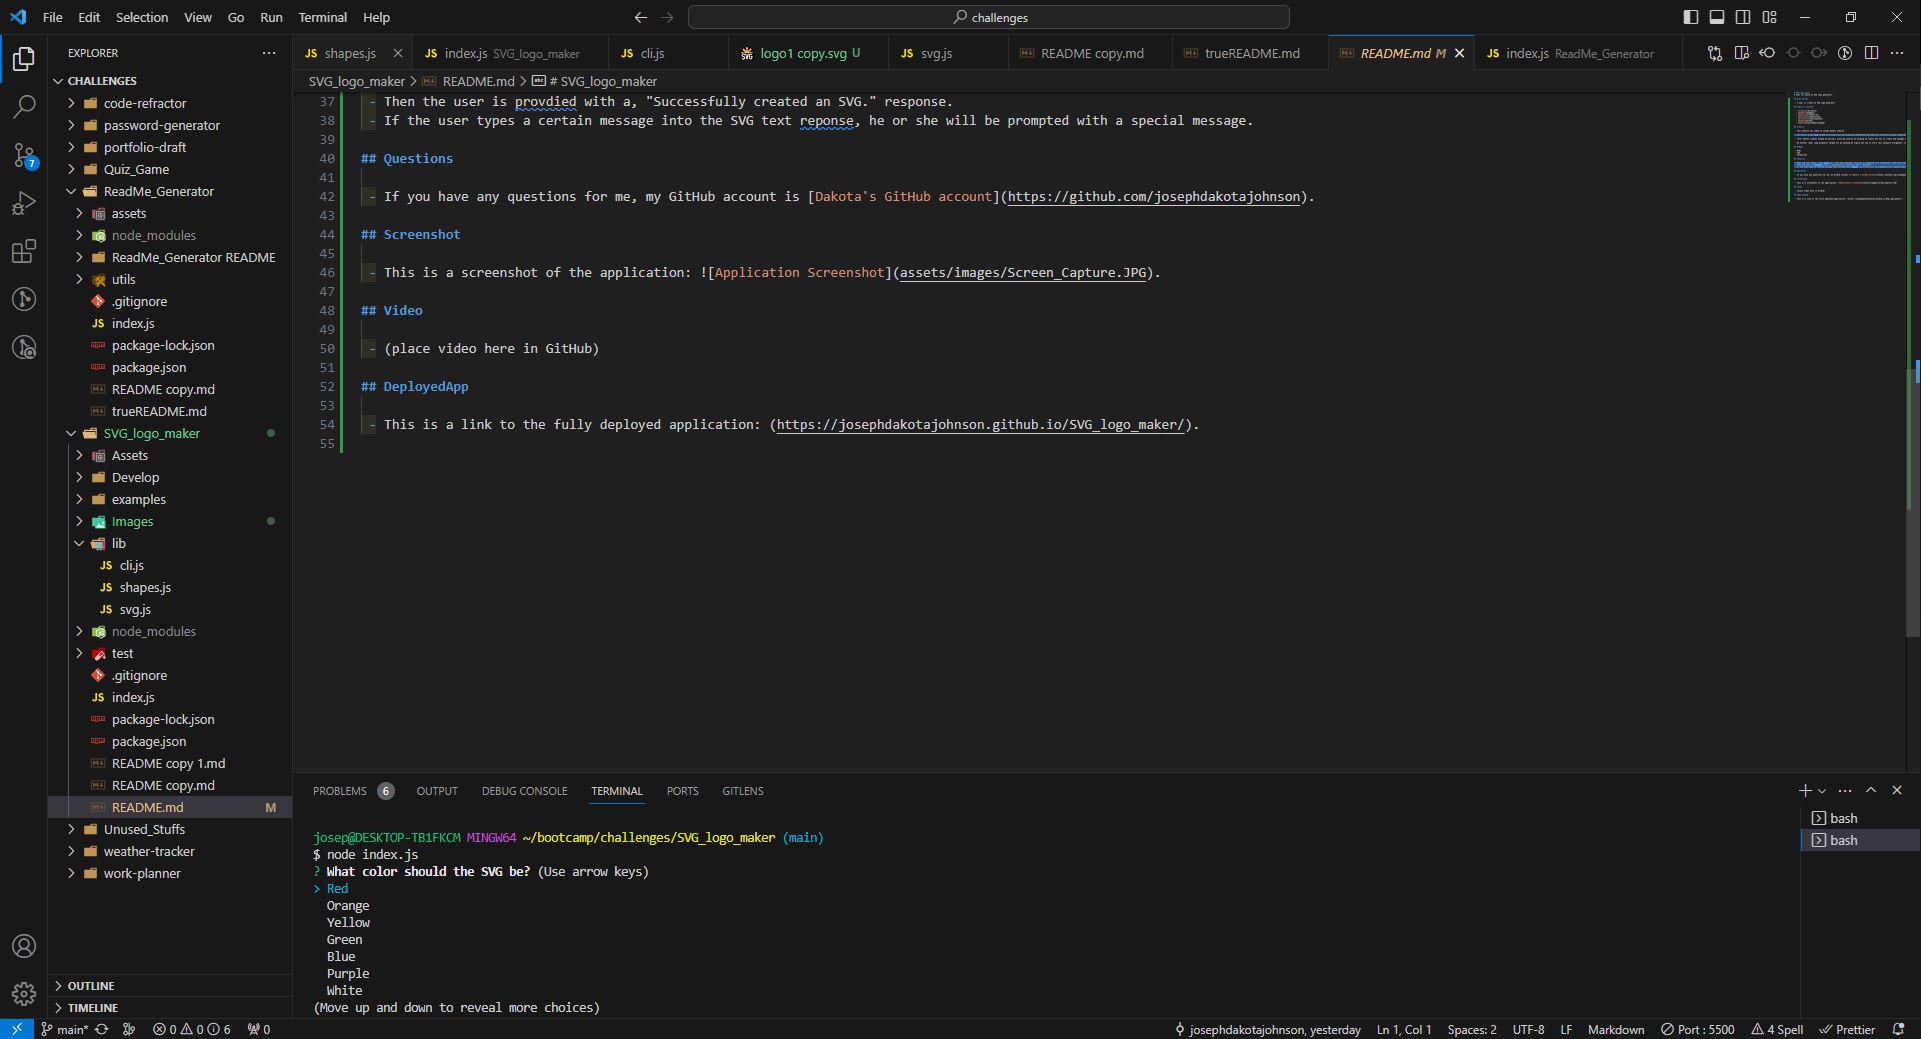 File Edit Selection View Go Run Terminal Help
challenges
EXPLORER
shapes.js
index.js SVG_logo_maker
cli.js
logo1 copy.svg U
svg.js
README copy.md
trueREADME.md
README.md M
index.js ReadMe_Generator
SVG_logo_maker > README.md > # SVG_logo_maker
CHALLENGES
code-refractor
password-generator
portfolio-draft
Quiz_Game
ReadMe_Generator
assets
node_modules
ReadMe_Generator README
utils
.gitignore
index.js
package-lock.json
package.json
README copy.md
trueREADME.md
SVG_logo_maker
Assets
Develop
examples
Images
lib
cli.js
shapes.js
svg.js
node_modules
test
.gitignore
index.js
package-lock.json
package.json
README copy 1.md
README copy.md
README.md M
Unused_Stuffs
weather-tracker
work-planner
OUTLINE
TIMELINE
7
37 - Then the user is provdied with a, "Successfully created an SVG." response.
38 - If the user types a certain message into the SVG text reponse, he or she will be prompted with a special message.
39
40 ## Questions
41
42 - If you have any questions for me, my GitHub account is [Dakota's GitHub account](https://github.com/josephdakotajohnson).
43
44 ## Screenshot
45
46 - This is a screenshot of the application: ![Application Screenshot](assets/images/Screen_Capture.JPG).
47
48 ## Video
49
50 - (place video here in GitHub)
51
52 ## DeployedApp
53
54 - This is a link to the fully deployed application: (https://josephdakotajohnson.github.io/SVG_logo_maker/).
55
PROBLEMS 6 OUTPUT DEBUG CONSOLE TERMINAL PORTS GITLENS
josep@DESKTOP-TB1FKCM MINGW64 ~/bootcamp/challenges/SVG_logo_maker (main)
$ node index.js
? What color should the SVG be? (Use arrow keys)
> Red
Orange
Yellow
Green
Blue
Purple
White
(Move up and down to reveal more choices)
bash
bash
main* 0 0 6 0
josephdakotajohnson, yesterday Ln 1, Col 1 Spaces: 2 UTF-8 LF Markdown Port : 5500 4 Spell Prettier